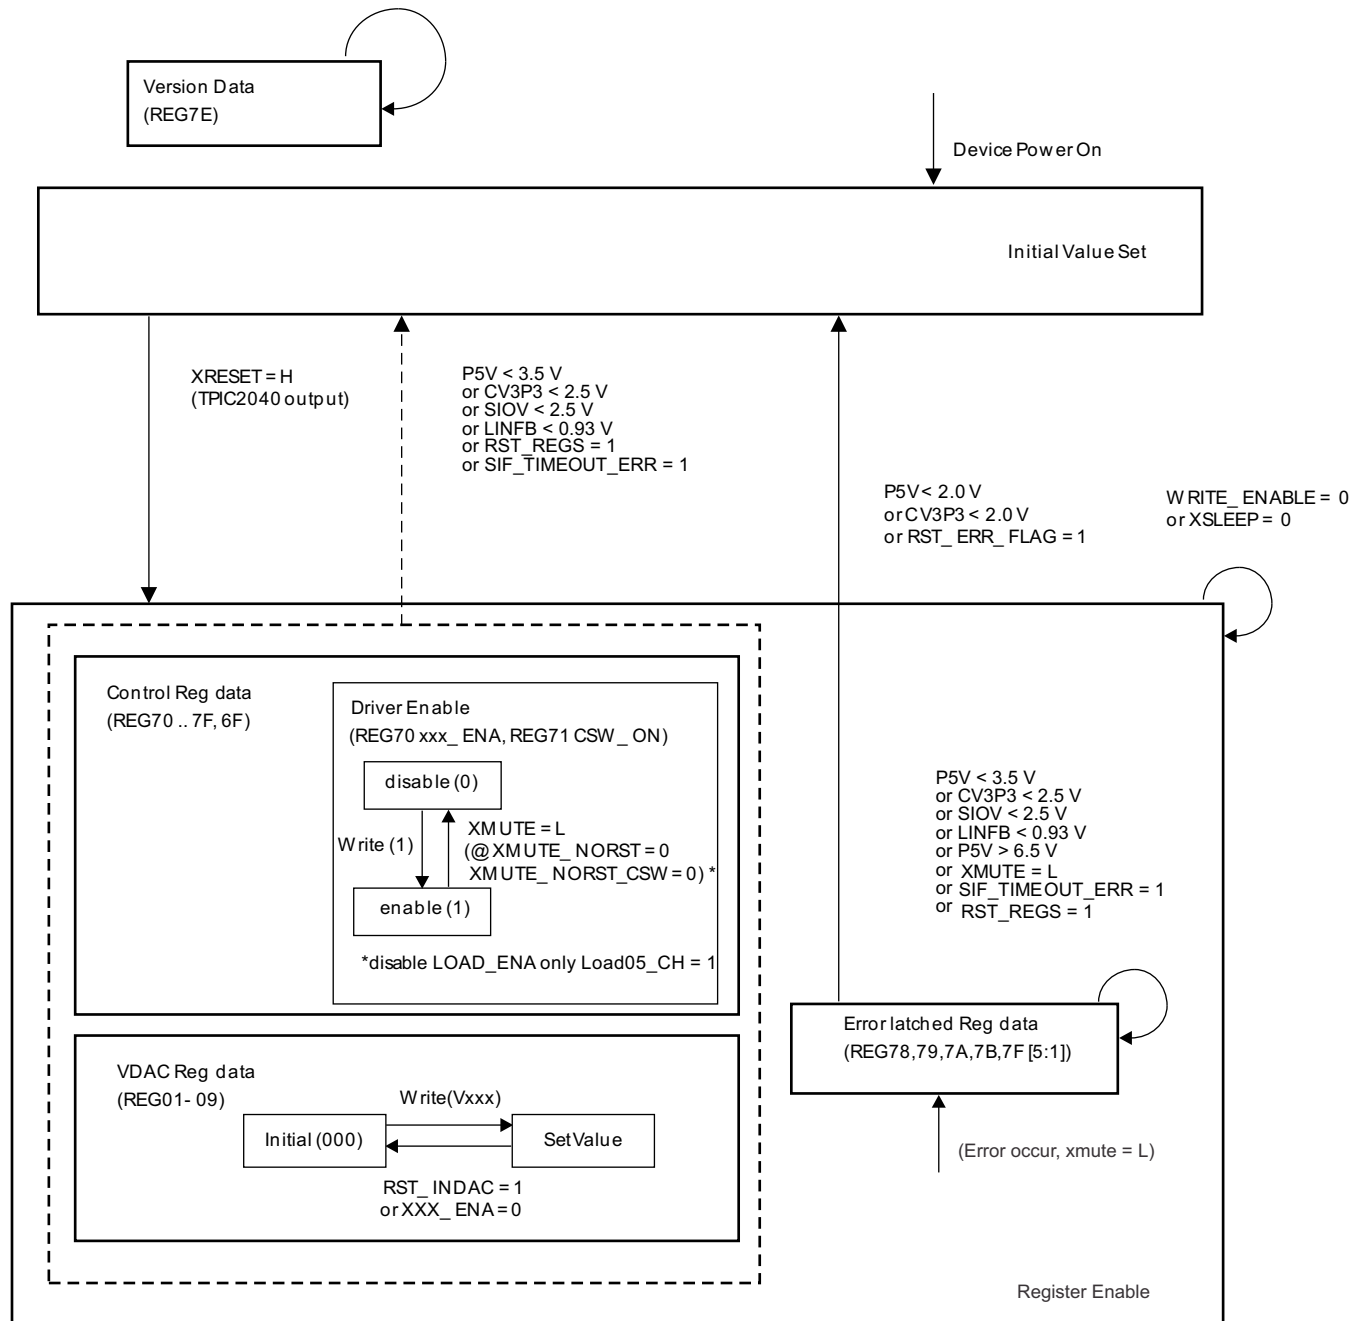 Version Data
(REG7E)
Device Power On
Initial Value Set
XRESET = H
(TPIC2040 output)
P5V < 3.5 V
or CV3P3 < 2.5 V
or SIOV < 2.5 V
or LINFB < 0.93 V
or RST_REGS = 1
or SIF_TIMEOUT_ERR = 1
P5V < 2.0 V
or CV3P3 < 2.0 V
or RST_ERR_FLAG = 1
WRITE_ENABLE = 0
or XSLEEP = 0
Control Reg data
(REG70 .. 7F, 6F)
Driver Enable
(REG70 xxx_ENA, REG71 CSW_ON)
disable (0)
Write (1)
XMUTE = L
(@XMUTE_NORST = 0
XMUTE_NORST_CSW = 0) *
enable (1)
*disable LOAD_ENA only Load05_CH = 1
P5V < 3.5 V
or CV3P3 < 2.5 V
or SIOV < 2.5 V
or LINFB < 0.93 V
or P5V > 6.5 V
or XMUTE = L
or SIF_TIMEOUT_ERR = 1
or RST_REGS = 1
Error latched Reg data
(REG78,79,7A,7B,7F [5:1])
(Error occur, xmute = L)
VDAC Reg data
(REG01- 09)
Write(Vxxx)
Initial (000)
Set Value
RST_INDAC = 1
or XXX_ENA = 0
Register Enable